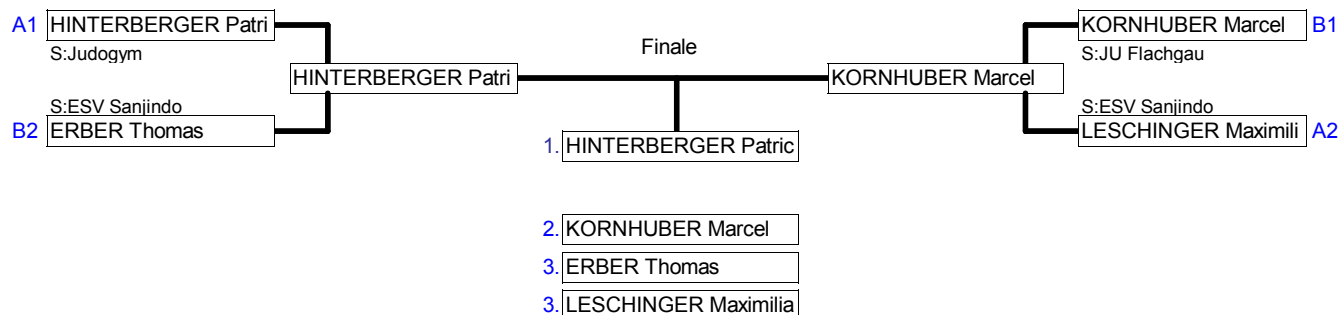 A1 HINTERBERGER Patri
S:Judogym
KORNHUBER Marcel B1
S:JU Flachgau
Finale
HINTERBERGER Patri
KORNHUBER Marcel
S:ESV Sanjindo
B2 ERBER Thomas
S:ESV Sanjindo
LESCHINGER Maximili A2
1. HINTERBERGER Patric
2. KORNHUBER Marcel
3. ERBER Thomas
3. LESCHINGER Maximilia